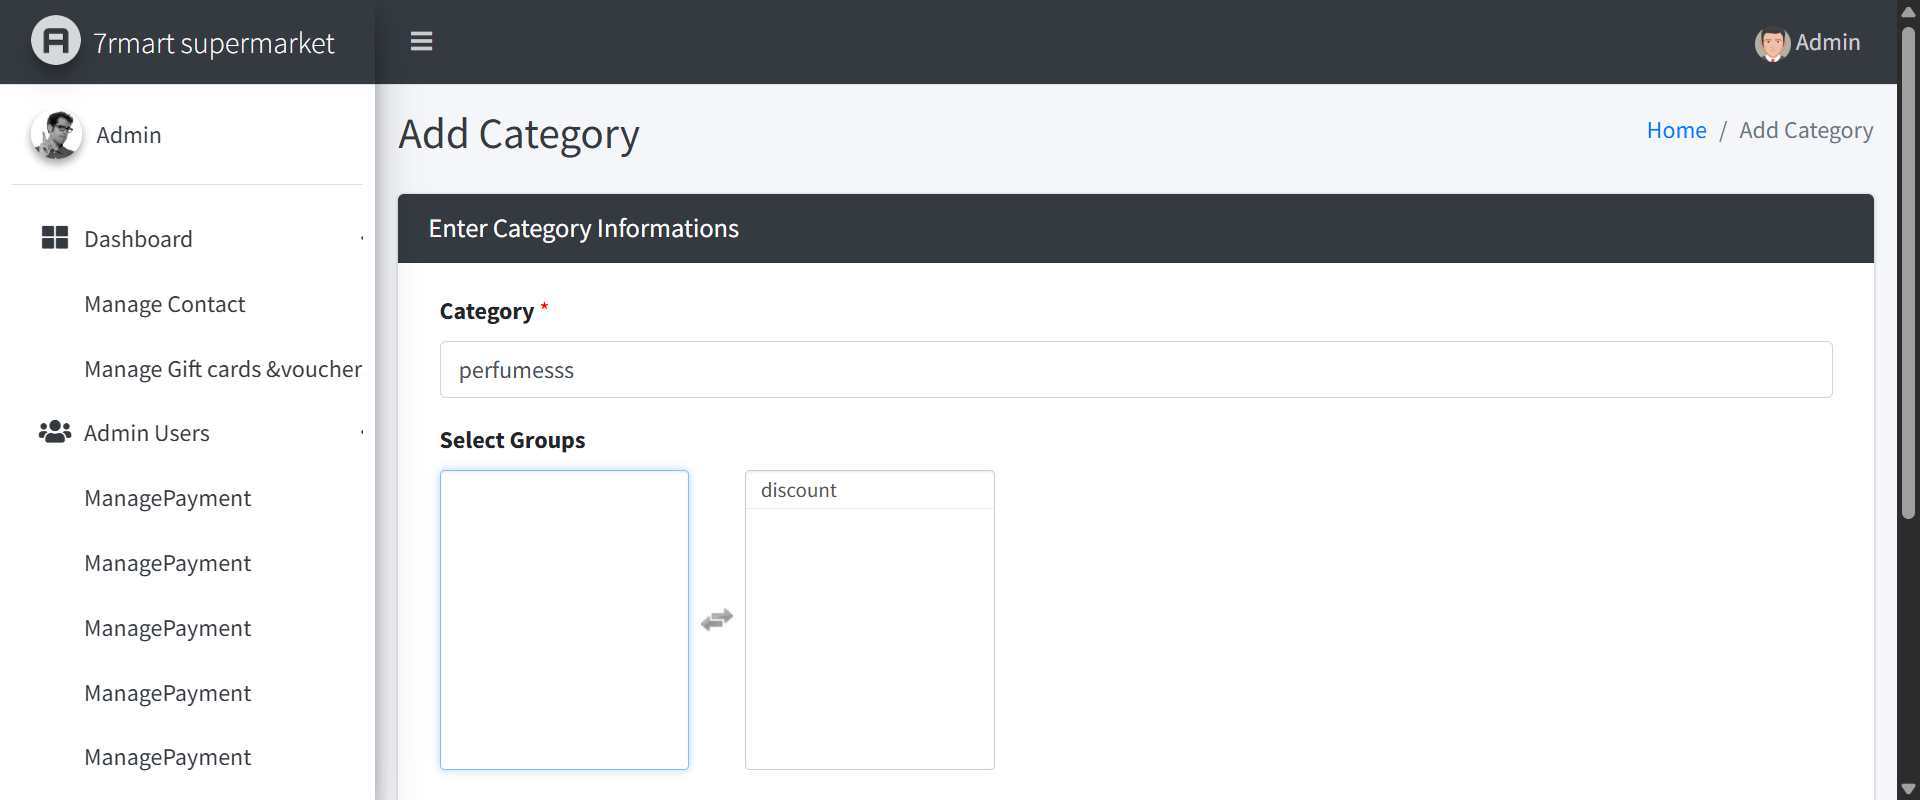 7rmart supermarket
Admin
Admin
Dashboard
Manage Contact
Manage Gift cards &voucher
Admin Users
ManagePayment
ManagePayment
ManagePayment
ManagePayment
ManagePayment
Add Category
Home / Add Category
Enter Category Informations
Category *
perfumesss
Select Groups
discount